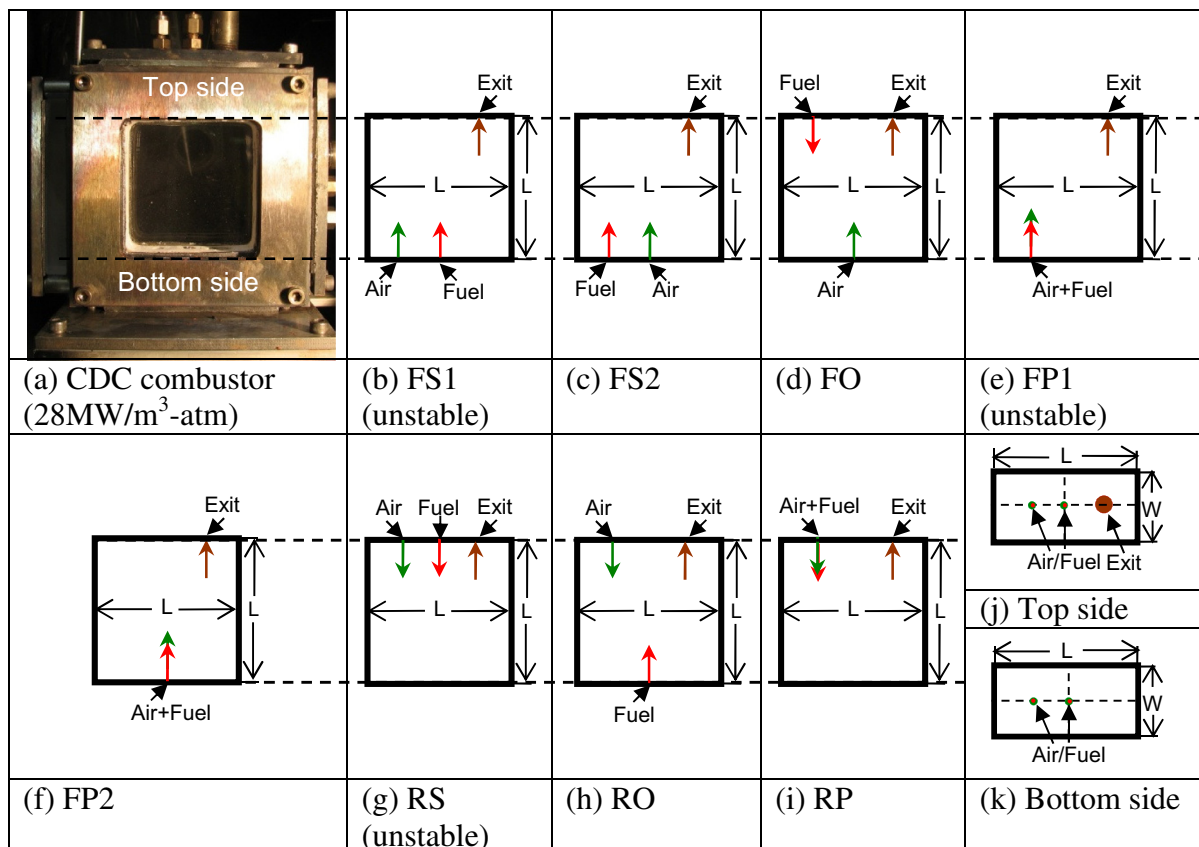 Top side
Bottom side
(a) CDC combustor
(28MW/m³-atm)
Exit
L
L
Air
Fuel
(b) FS1
(unstable)
Exit
L
L
Fuel
Air
(c) FS2
Fuel
Exit
L
L
Air
(d) FO
Exit
L
L
Air+Fuel
(e) FP1
(unstable)
Exit
L
L
Air+Fuel
(f) FP2
Air
Fuel
Exit
L
L
(g) RS
(unstable)
Air
Exit
L
L
Fuel
(h) RO
Air+Fuel
Exit
L
L
(i) RP
L
W
Air/Fuel Exit
(j) Top side
L
W
Air/Fuel
(k) Bottom side